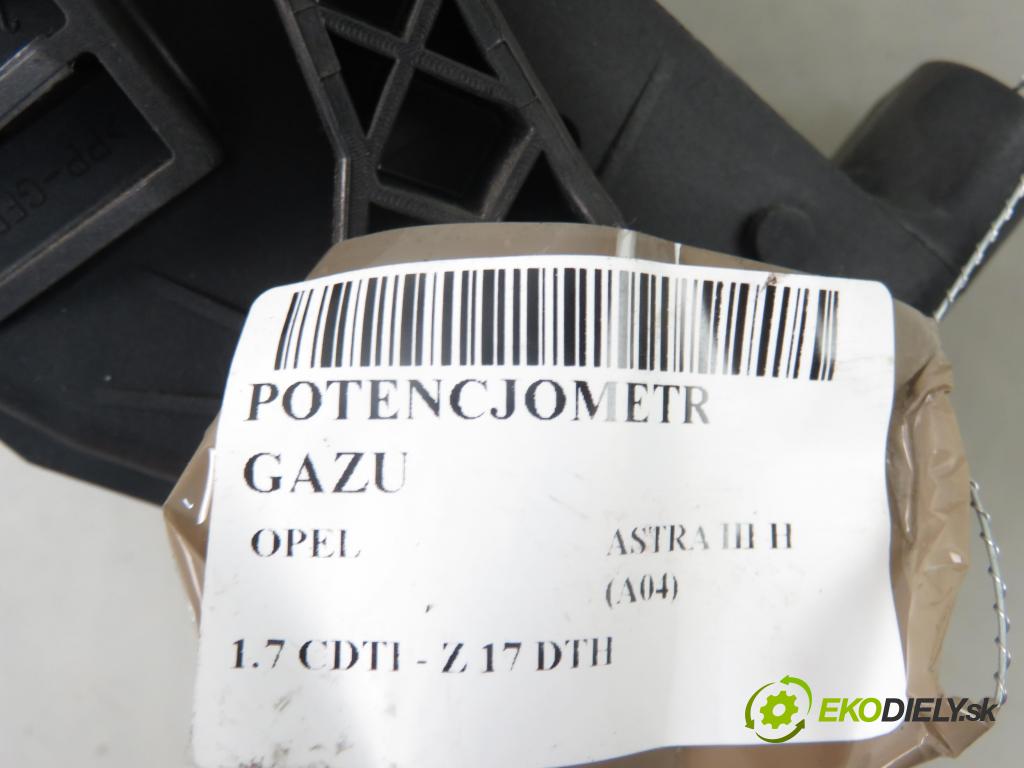 POTENCJOMETR
GAZU
OPEL ASTRA III H
(A04)
1.7 CDTI - Z 17 DTH
EKODIELY.sk